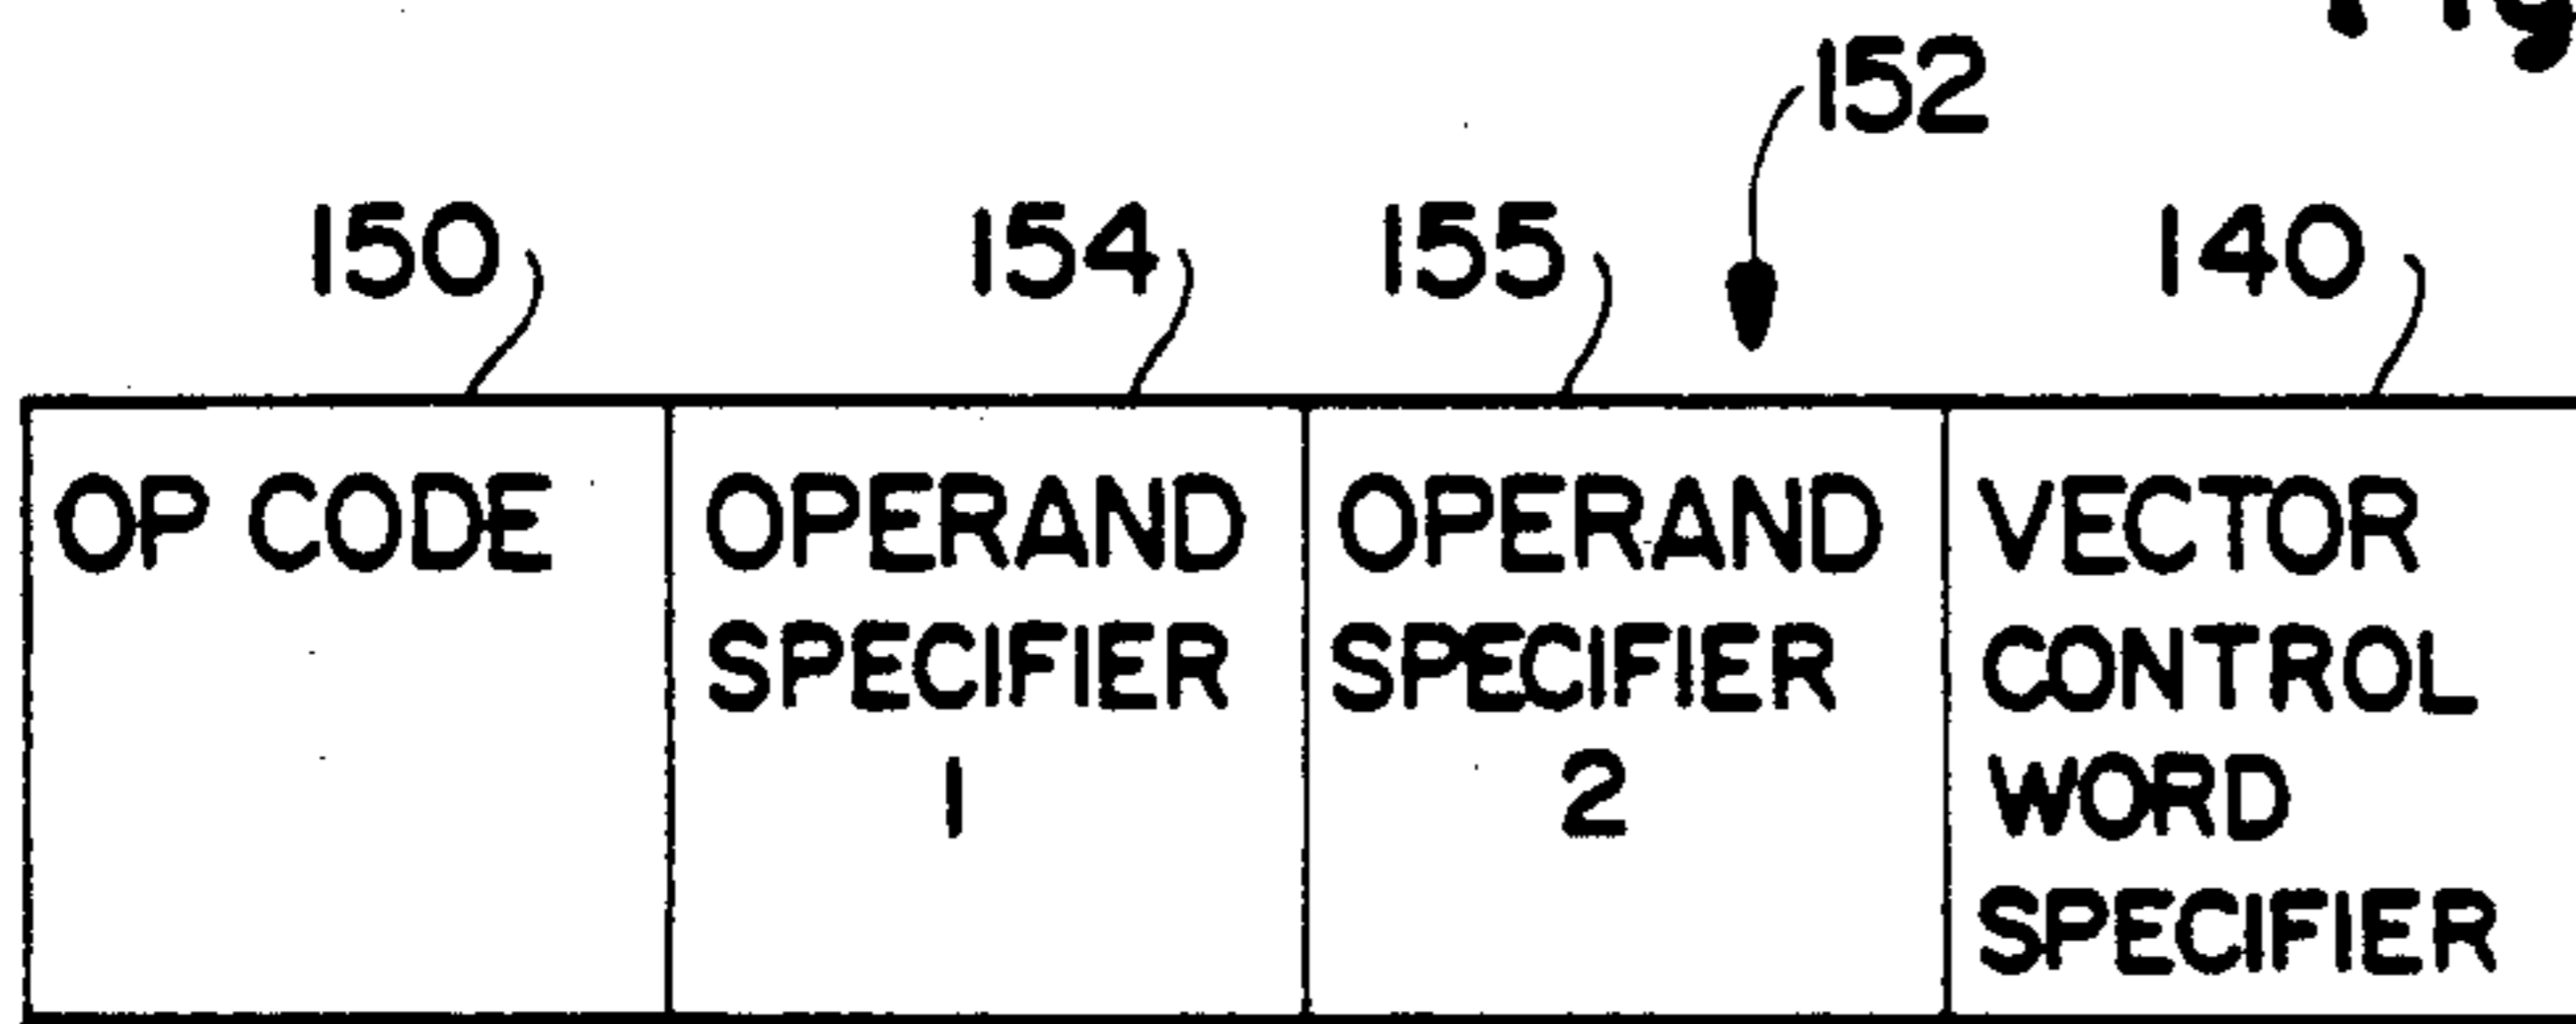 152
150 154 155 140
OP CODE
OPERAND
SPECIFIER
1
OPERAND
SPECIFIER
2
VECTOR
CONTROL
WORD
SPECIFIER